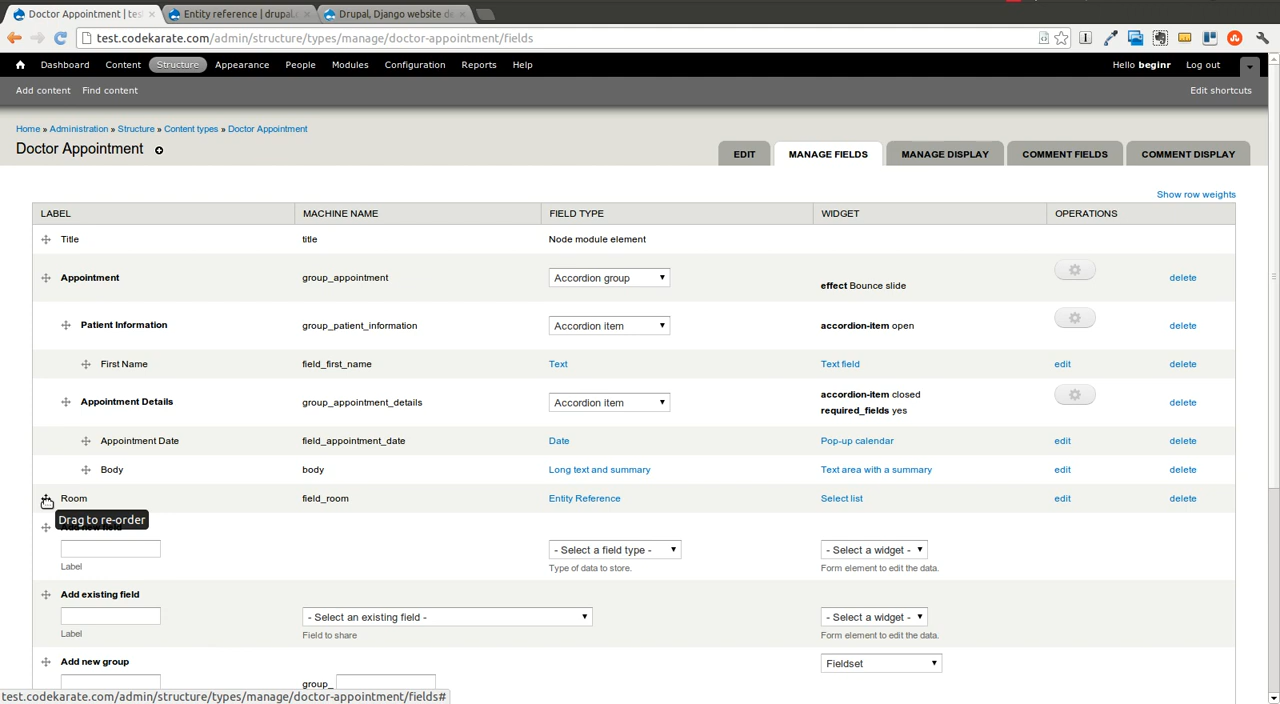 Doctor Appointment | tes
Entity reference | drupal.c
Drupal, Django website de
test.codekarate.com/admin/structure/types/manage/doctor-appointment/fields
Dashboard Content Structure Appearance People Modules Configuration Reports Help Hello beginr Log out
Add content Find content Edit shortcuts
Home » Administration » Structure » Content types » Doctor Appointment
Doctor Appointment
EDIT MANAGE FIELDS MANAGE DISPLAY COMMENT FIELDS COMMENT DISPLAY
Show row weights
LABEL MACHINE NAME FIELD TYPE WIDGET OPERATIONS
Title title Node module element
Appointment group_appointment Accordion group effect Bounce slide delete
Patient Information group_patient_information Accordion item accordion-item open delete
First Name field_first_name Text Text field edit delete
Appointment Details group_appointment_details Accordion item accordion-item closed delete
required_fields yes
Appointment Date field_appointment_date Date Pop-up calendar edit delete
Body body Long text and summary Text area with a summary edit delete
Room field_room Entity Reference Select list edit delete
Drag to re-order
- Select a field type - - Select a widget -
Label Type of data to store. Form element to edit the data.
Add existing field
- Select an existing field - - Select a widget -
Label Field to share Form element to edit the data.
Add new group Fieldset
group_
test.codekarate.com/admin/structure/types/manage/doctor-appointment/fields#